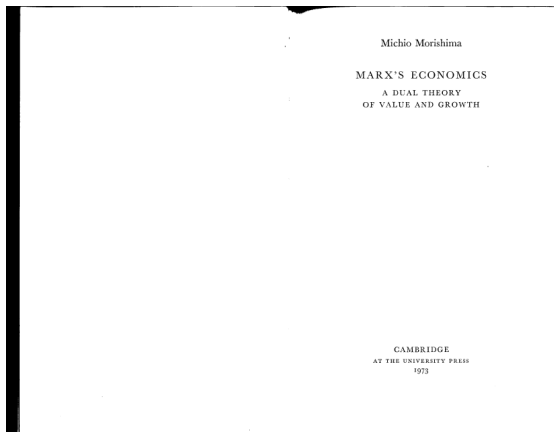 Michio Morishima
MARX'S ECONOMICS
A DUAL THEORY
OF VALUE AND GROWTH
CAMBRIDGE
AT THE UNIVERSITY PRESS
1973